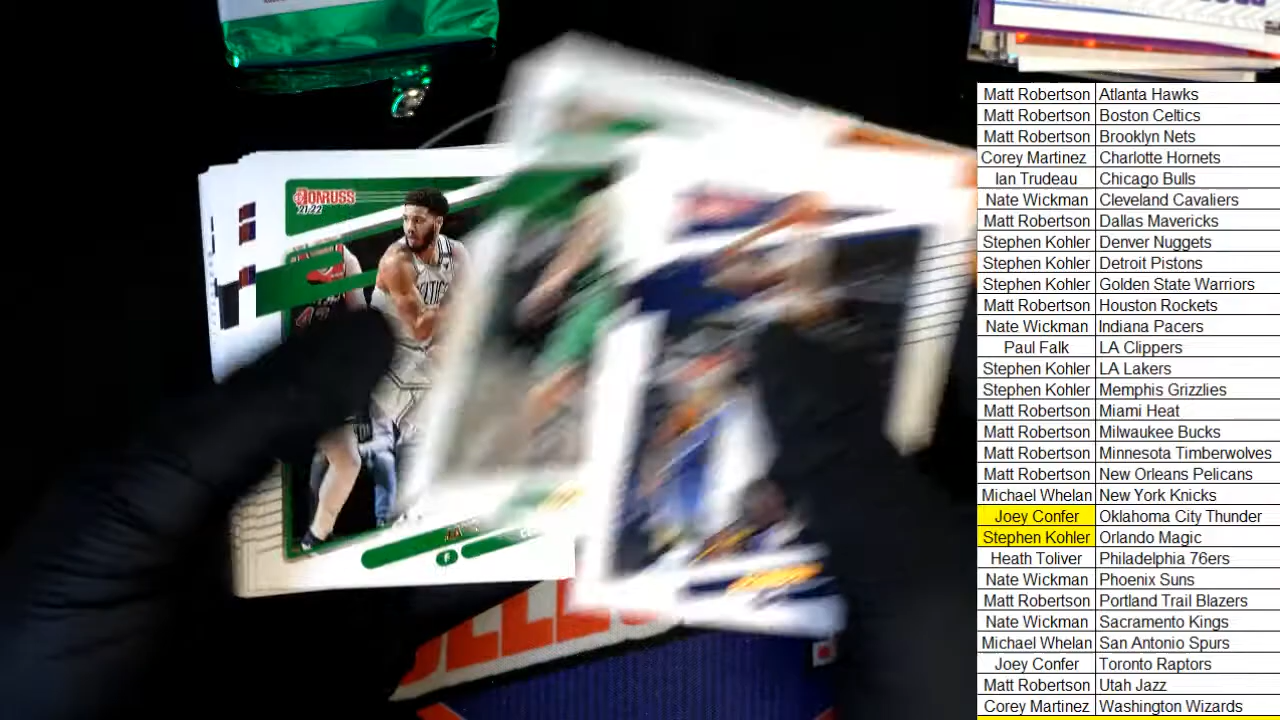 DONRUSS
2022
CELTICS
Matt Robertson Atlanta Hawks
Matt Robertson Boston Celtics
Matt Robertson Brooklyn Nets
Corey Martinez Charlotte Hornets
Ian Trudeau Chicago Bulls
Nate Wickman Cleveland Cavaliers
Matt Robertson Dallas Mavericks
Stephen Kohler Denver Nuggets
Stephen Kohler Detroit Pistons
Stephen Kohler Golden State Warriors
Matt Robertson Houston Rockets
Nate Wickman Indiana Pacers
Paul Falk LA Clippers
Stephen Kohler LA Lakers
Stephen Kohler Memphis Grizzlies
Matt Robertson Miami Heat
Matt Robertson Milwaukee Bucks
Matt Robertson Minnesota Timberwolves
Matt Robertson New Orleans Pelicans
Michael Whelan New York Knicks
Joey Confer Oklahoma City Thunder
Stephen Kohler Orlando Magic
Heath Toliver Philadelphia 76ers
Nate Wickman Phoenix Suns
Matt Robertson Portland Trail Blazers
Nate Wickman Sacramento Kings
Michael Whelan San Antonio Spurs
Joey Confer Toronto Raptors
Matt Robertson Utah Jazz
Corey Martinez Washington Wizards